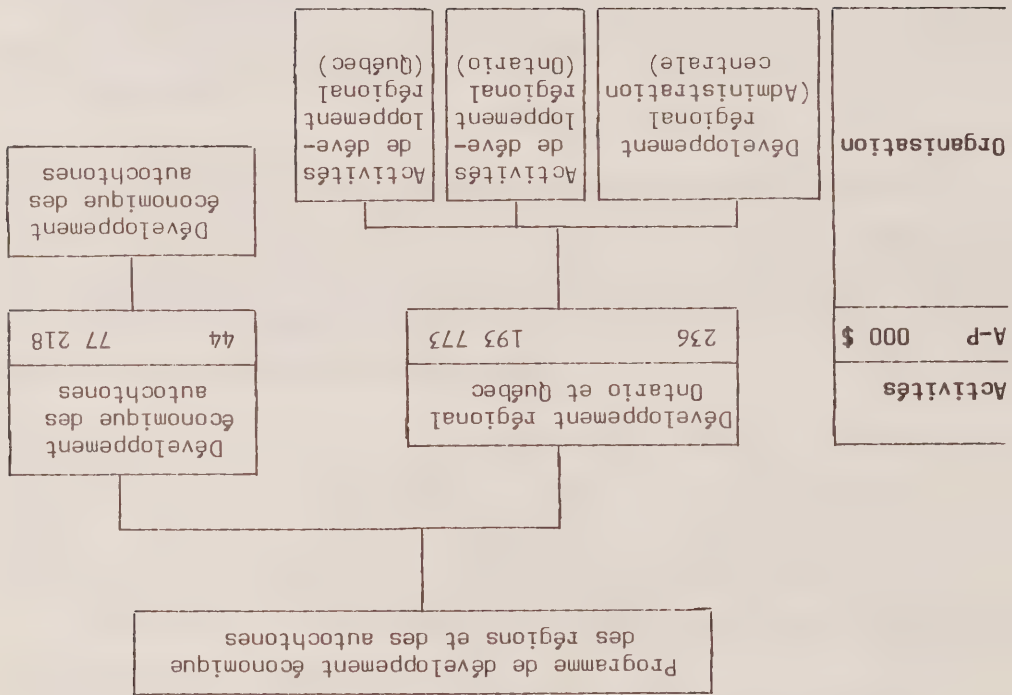 Programme de développement économique
des régions et des autochtones
Activités
A-P 000 $
Développement régional
Ontario et Québec
236 193 773
Développement
économique des
autochtones
44 77 218
Organisation
Développement
régional
(Administration
centrale)
Activités
de déve-
loppement
régional
(Ontario)
Activités
de déve-
loppement
régional
(Québec)
Développement
économique des
autochtones